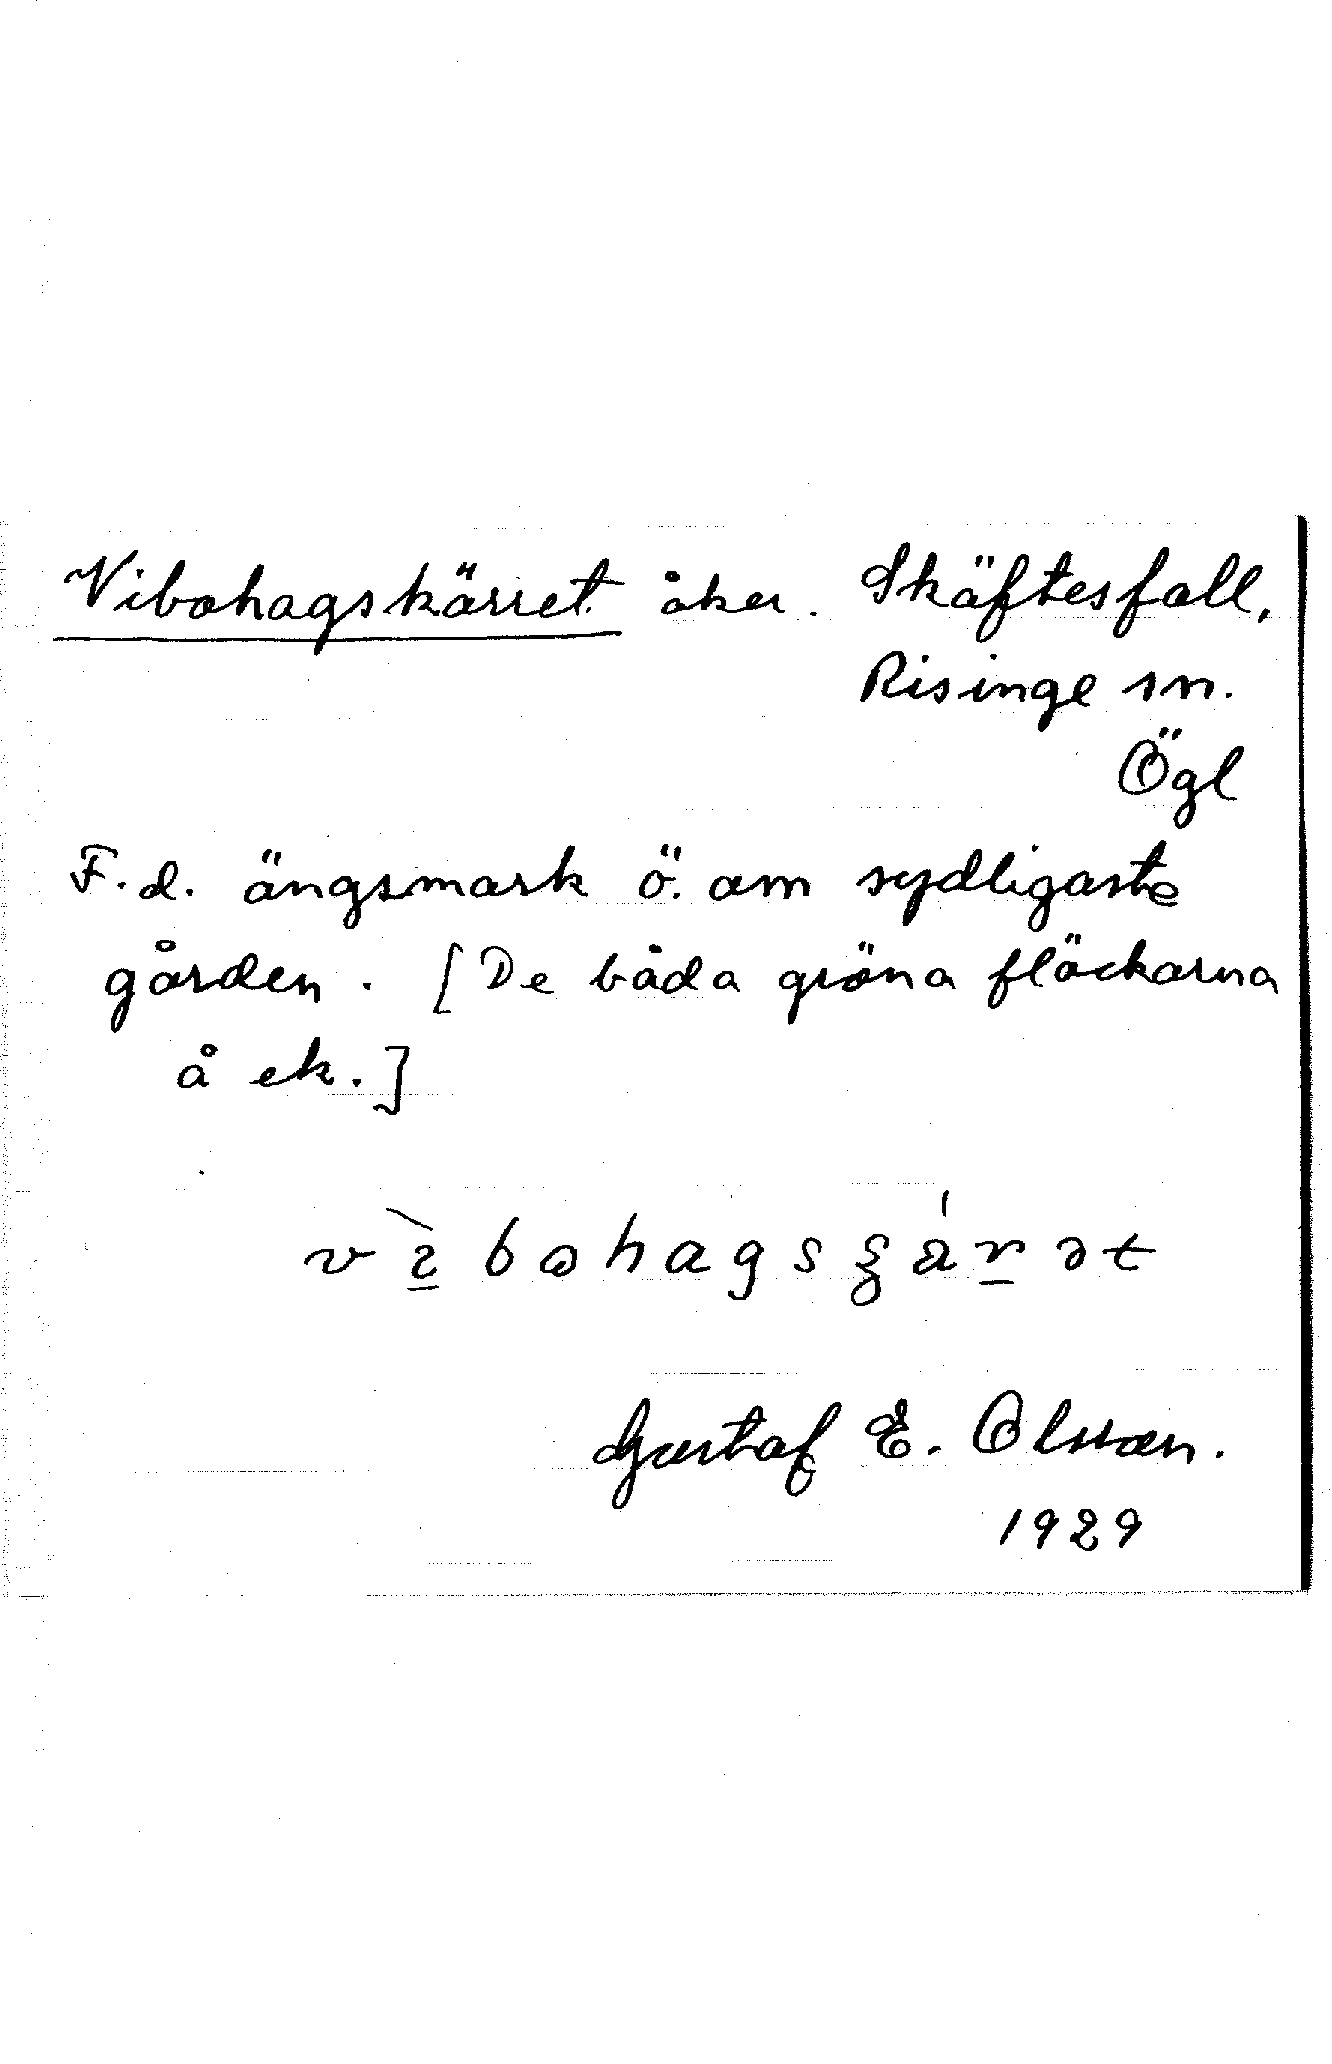 Vibohagskärret åker. Skäftesfall,
Risinge sn.
Ögl
F.d. ängsmark ö. om sydligaste
gården. [De båda gröna fläckarna
å ek.]
Gustaf E. Olsson.
1929